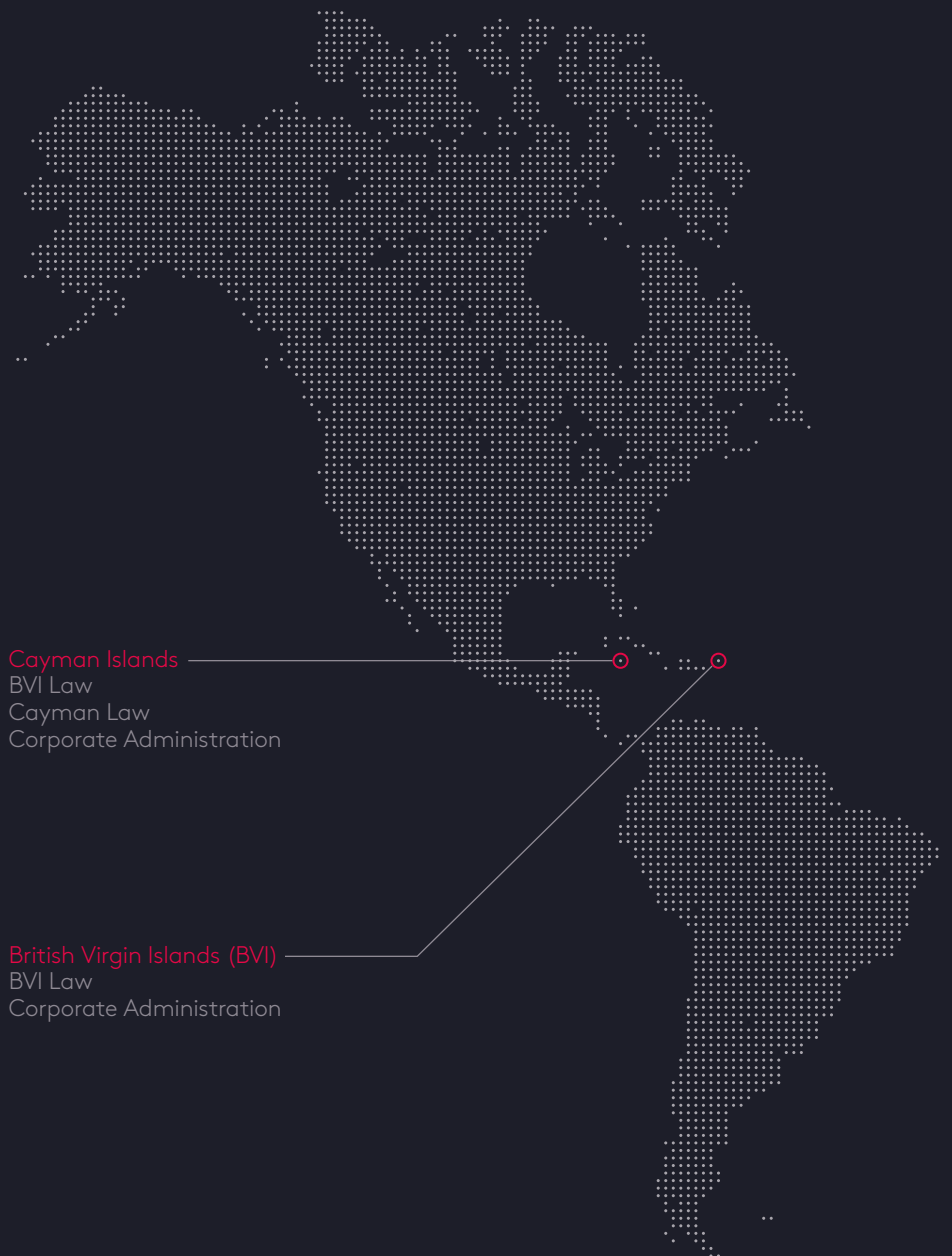 Cayman Islands
BVI Law
Cayman Law
Corporate Administration
British Virgin Islands (BVI)
BVI Law
Corporate Administration